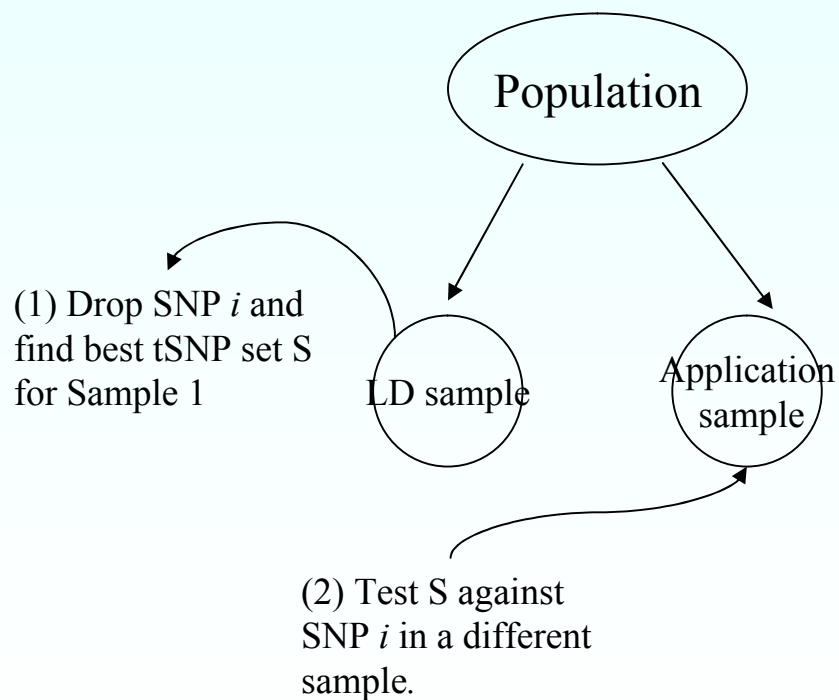 Population
(1) Drop SNP i and
find best tSNP set S
for Sample 1
LD sample
Application
sample
(2) Test S against
SNP i in a different
sample.